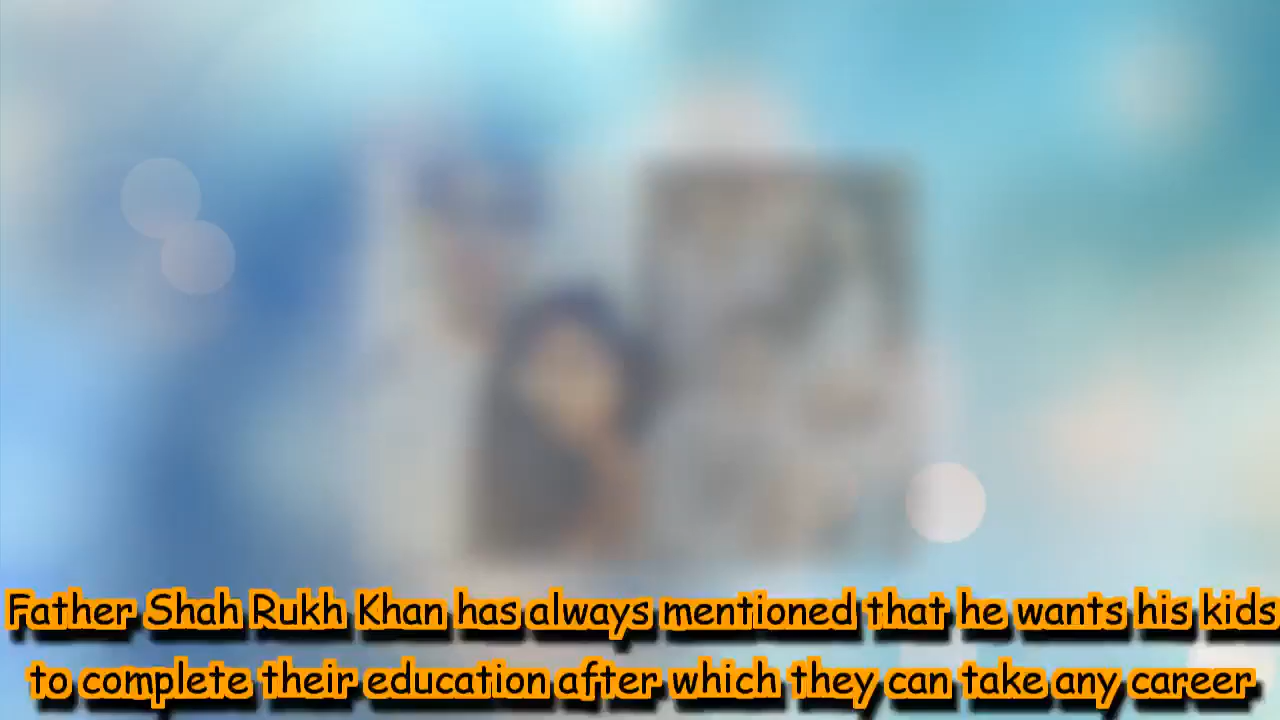 Father Shah Rukh Khan has always mentioned that he wants his kids
to complete their education after which they can take any career